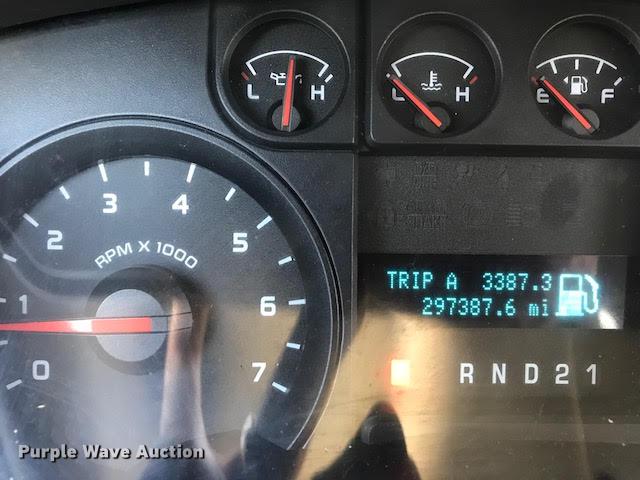 L H
L H
E F
0 1 2 3 4 5 6 7
RPM X 1000
TRIP A 3387.3
297387.6 mi
R N D 2 1
Purple Wave Auction